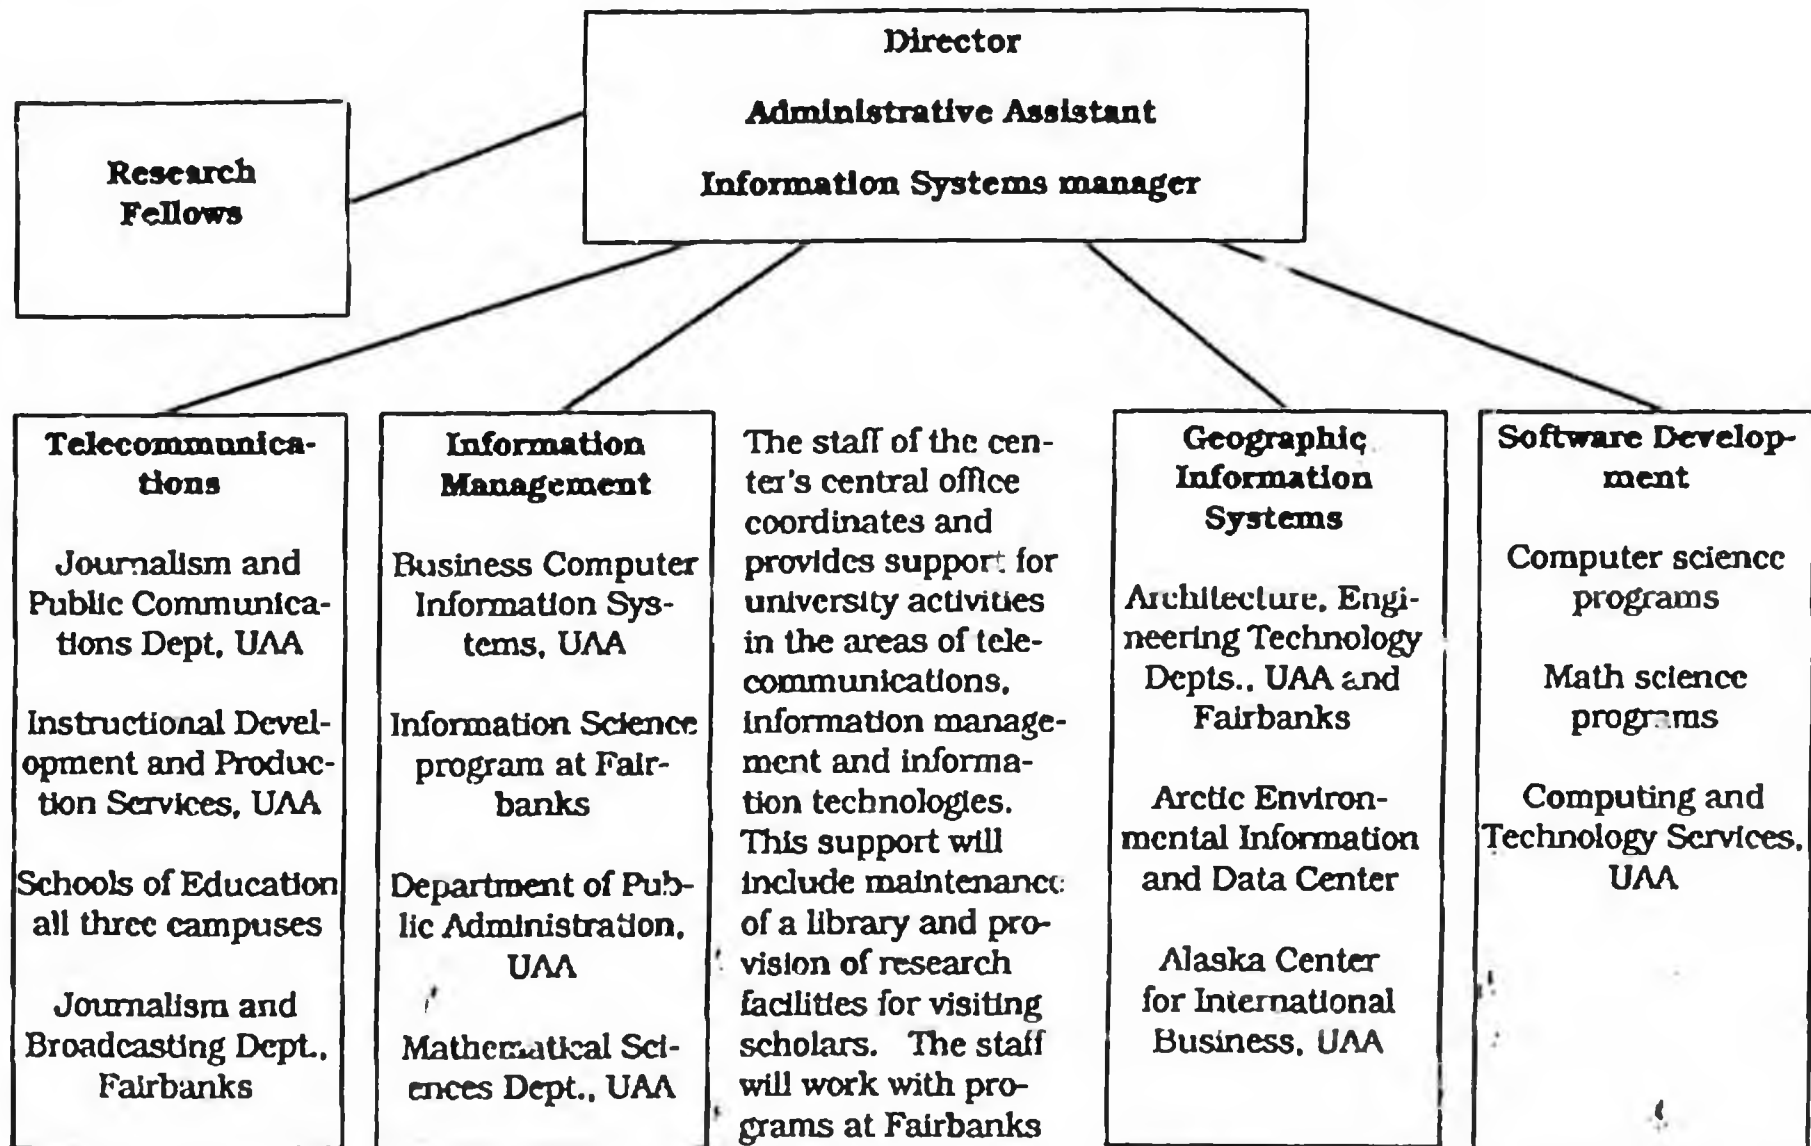 Director
Administrative Assistant
Information Systems manager
Research
Fellows
Telecommunica-
tions
Journalism and
Public Communica-
tions Dept, UAA
Instructional Devel-
opment and Produc-
tion Services, UAA
Schools of Education
all three campuses
Journalism and
Broadcasting Dept.,
Fairbanks
Information
Management
Business Computer
Information Sys-
tems, UAA
Information Science
program at Fair-
banks
Department of Pub-
lic Administration,
UAA
Mathematical Sci-
ences Dept., UAA
The staff of the cen-
ter's central office
coordinates and
provides support for
university activities
in the areas of tele-
communications,
information manage-
ment and informa-
tion technologies.
This support will
include maintenance
of a library and pro-
vision of research
facilities for visiting
scholars. The staff
will work with pro-
grams at Fairbanks
Geographic
Information
Systems
Architecture, Engi-
neering Technology
Depts., UAA and
Fairbanks
Arctic Environ-
mental Information
and Data Center
Alaska Center
for International
Business, UAA
Software Develop-
ment
Computer science
programs
Math science
programs
Computing and
Technology Services,
UAA